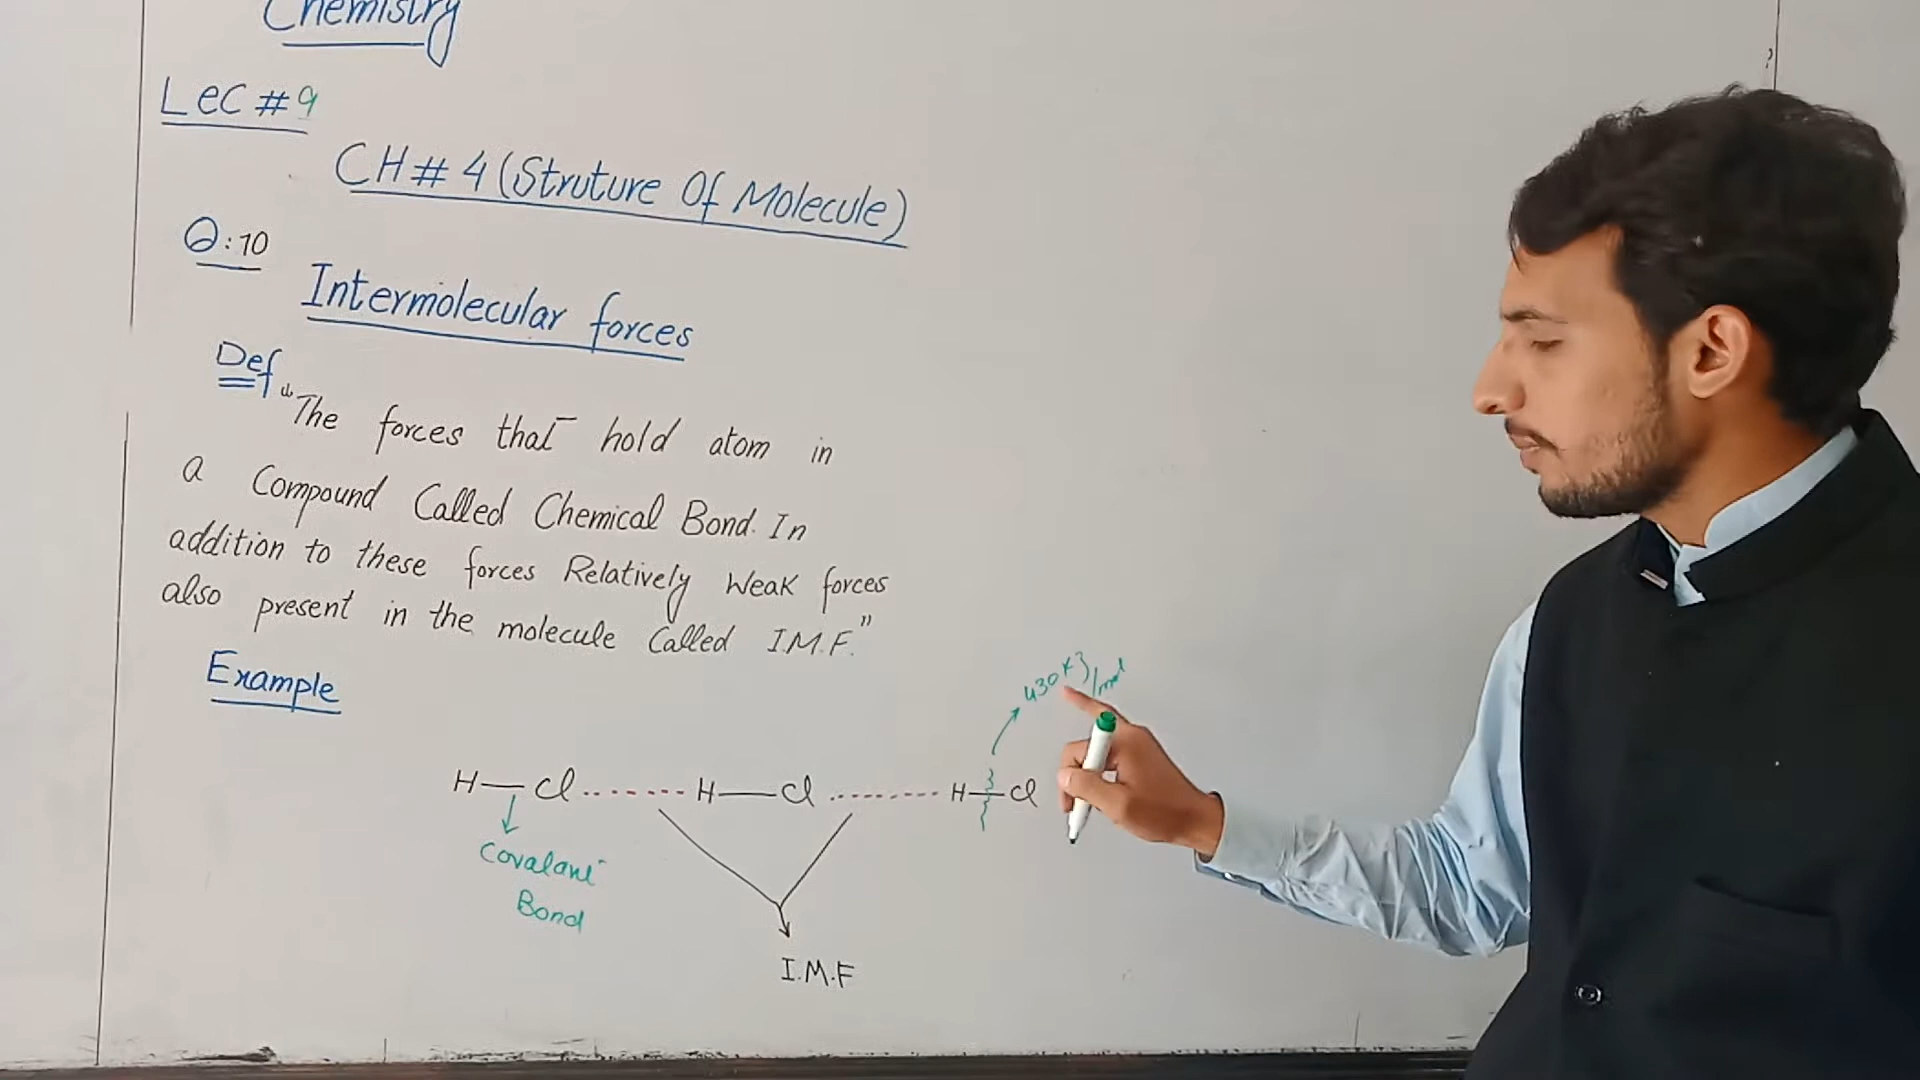 Chemistry
Lec # 9
CH # 4 (Struture Of Molecule)
Q:10
Intermolecular forces
Def
"The forces that hold atom in
a Compound Called Chemical Bond. In
addition to these forces Relatively Weak forces
also present in the molecule Called I.M.F."
Example
430KJ/mol
H—Cl.......H—Cl.........H—Cl
Covalent
Bond
I.M.F